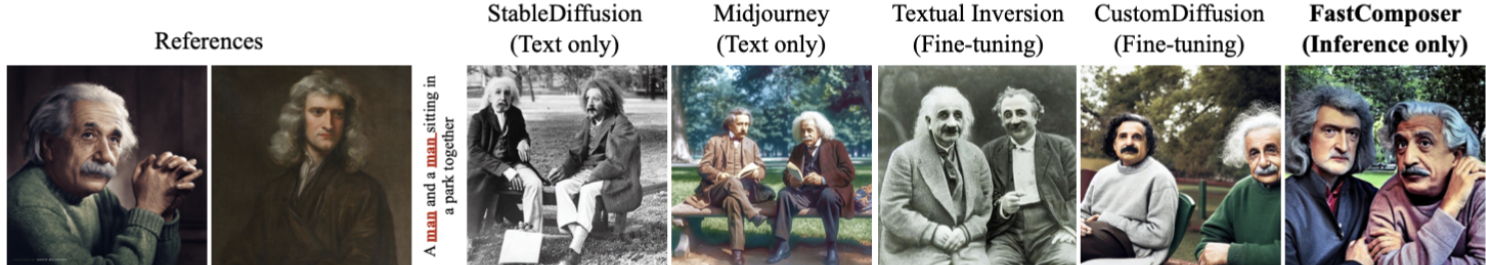 References
A man and a man sitting in
a park together
StableDiffusion
(Text only)
Midjourney
(Text only)
Textual Inversion
(Fine-tuning)
CustomDiffusion
(Fine-tuning)
FastComposer
(Inference only)